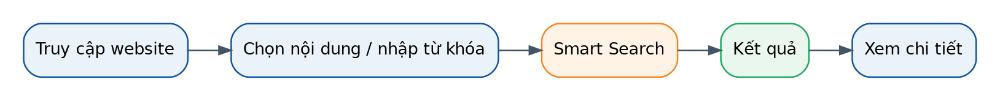 Truy cập website
Chọn nội dung / nhập từ khóa
Smart Search
Kết quả
Xem chi tiết